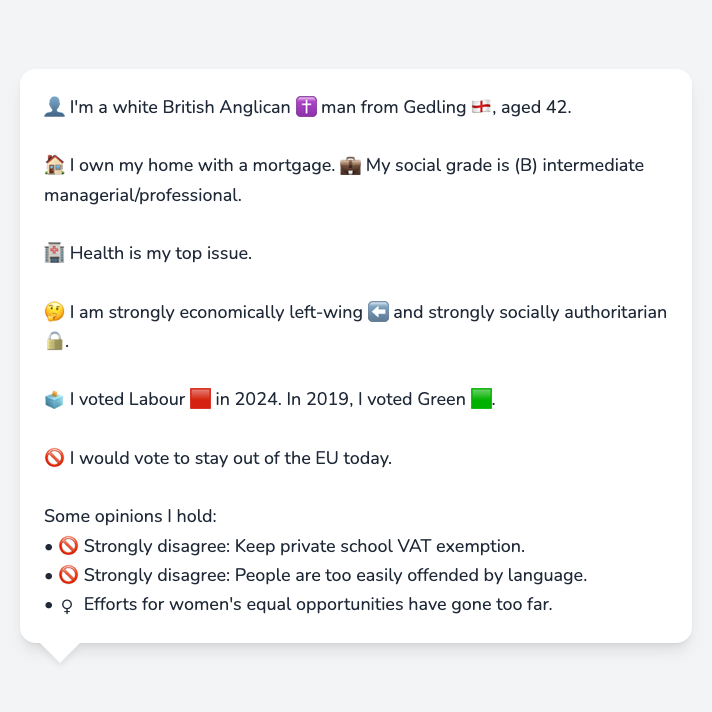 👤 I'm a white British Anglican ✝️ man from Gedling 🏴󠁧󠁢󠁥󠁮󠁧󠁿, aged 42.
🏠 I own my home with a mortgage. 💼 My social grade is (B) intermediate
managerial/professional.
🏥 Health is my top issue.
🤔 I am strongly economically left-wing ⬅️ and strongly socially authoritarian
🔒.
🗳️ I voted Labour 🟥 in 2024. In 2019, I voted Green 🟩.
🚫 I would vote to stay out of the EU today.
Some opinions I hold:
• 🚫 Strongly disagree: Keep private school VAT exemption.
• 🚫 Strongly disagree: People are too easily offended by language.
• ♀ Efforts for women's equal opportunities have gone too far.